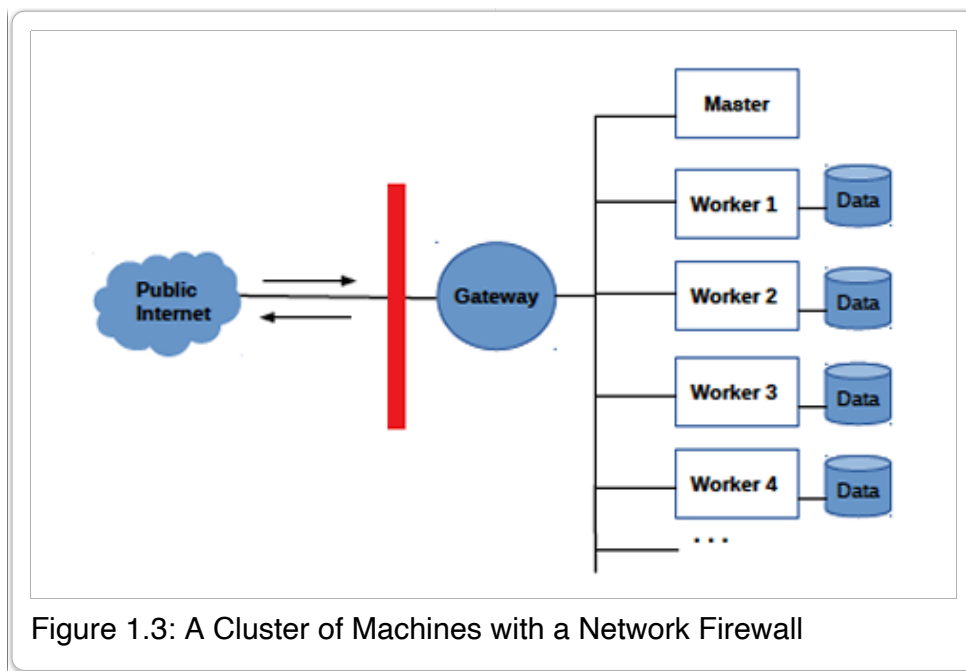 Master
Worker 1
Data
Public
Internet
Gateway
Worker 2
Data
Worker 3
Data
Worker 4
Data
...
Figure 1.3: A Cluster of Machines with a Network Firewall